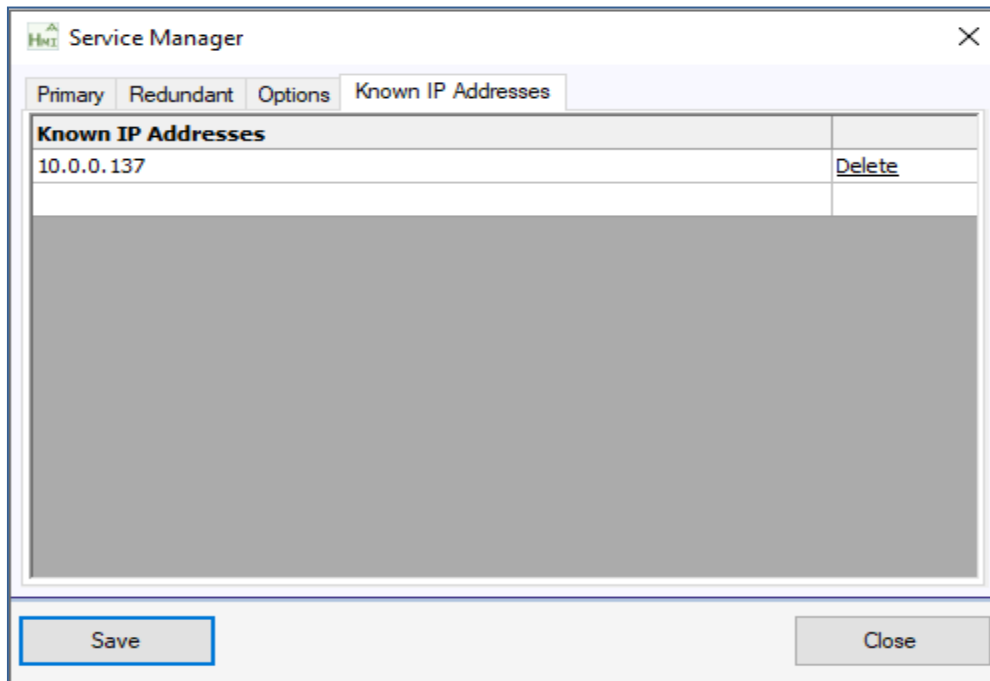 HMI Service Manager
Primary Redundant Options Known IP Addresses
Known IP Addresses
10.0.0.137 Delete
Save Close